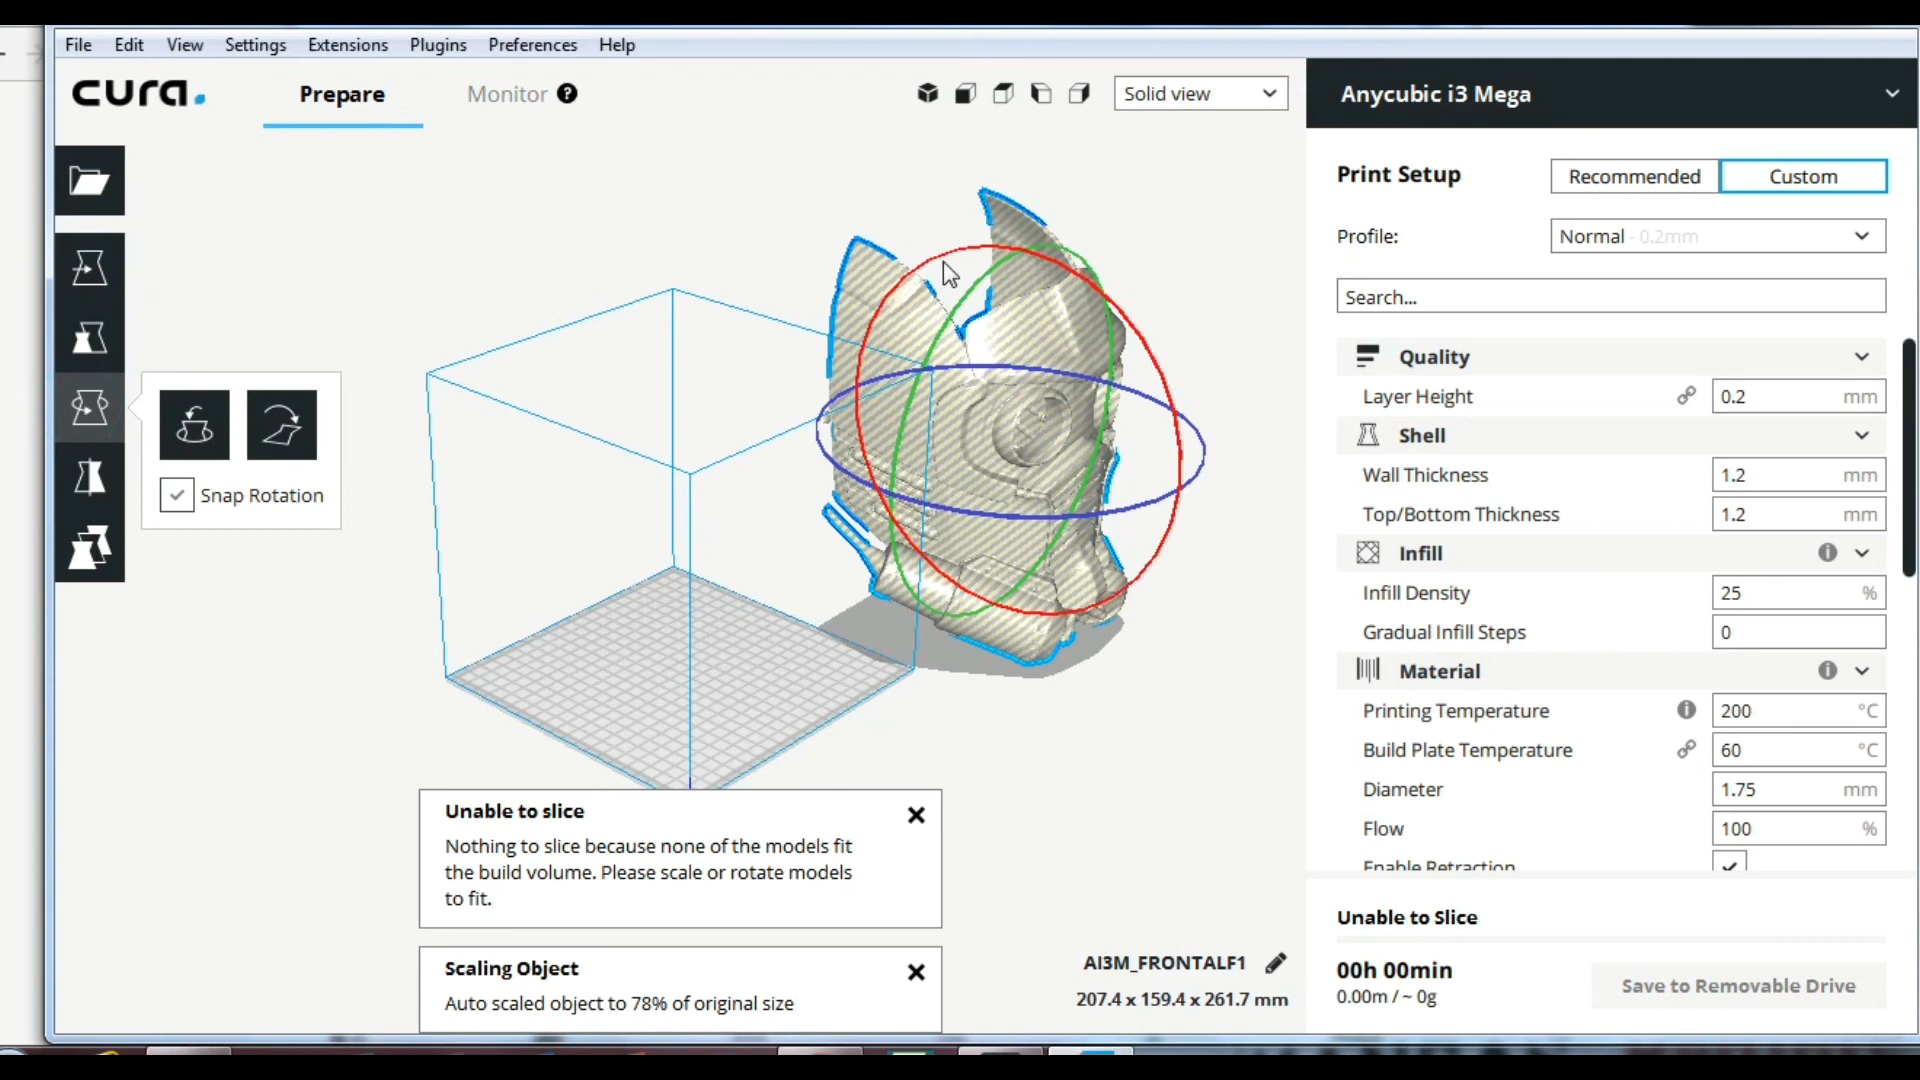 File Edit View Settings Extensions Plugins Preferences Help
cura.
Prepare
Monitor ?
Solid view
Anycubic i3 Mega
Print Setup
Recommended
Custom
Profile:
Normal - 0.2mm
Search...
Quality
Layer Height 0.2 mm
Shell
Wall Thickness 1.2 mm
Top/Bottom Thickness 1.2 mm
Infill
Infill Density 25 %
Gradual Infill Steps 0
Material
Printing Temperature 200 °C
Build Plate Temperature 60 °C
Diameter 1.75 mm
Flow 100 %
Enable Retraction
Snap Rotation
Unable to slice
Nothing to slice because none of the models fit
the build volume. Please scale or rotate models
to fit.
Scaling Object
Auto scaled object to 78% of original size
AI3M_FRONTALF1
207.4 x 159.4 x 261.7 mm
Unable to Slice
00h 00min
0.00m / ~ 0g
Save to Removable Drive